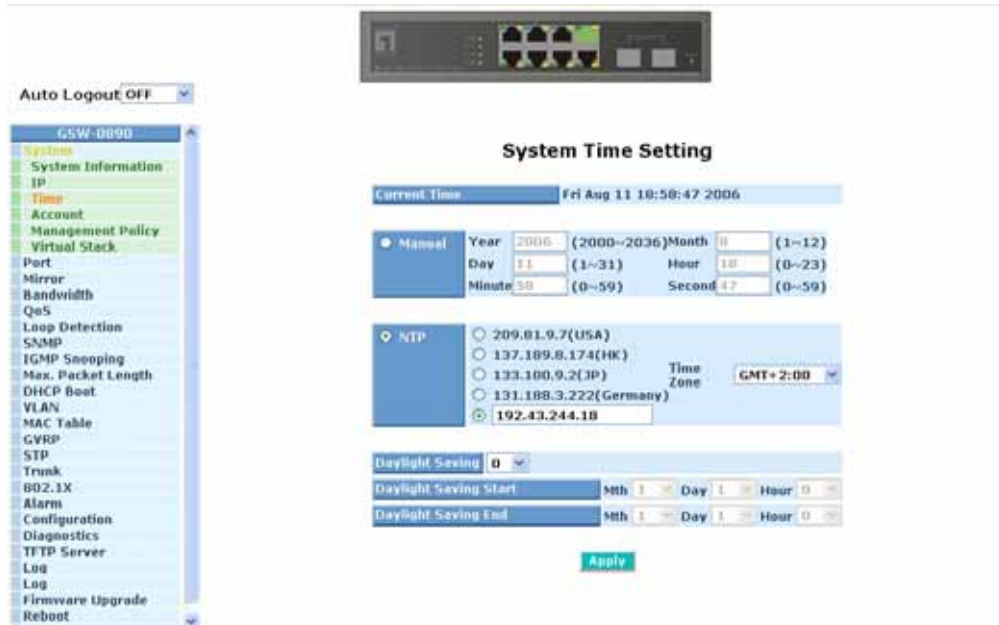 Auto Logout OFF
GSW-0890
System
System Information
IP
Time
Account
Management Policy
Virtual Stack
Port
Mirror
Bandwidth
QoS
Loop Detection
SNMP
IGMP Snooping
Max. Packet Length
DHCP Boot
VLAN
MAC Table
GVRP
STP
Trunk
802.1X
Alarm
Configuration
Diagnostics
TFTP Server
Log
Log
Firmware Upgrade
Reboot
System Time Setting
Current Time Fri Aug 11 18:58:47 2006
Manual
Year 2006 (2000~2036) Month 8 (1~12)
Day 11 (1~31) Hour 18 (0~23)
Minute 58 (0~59) Second 47 (0~59)
NTP
209.81.9.7(USA)
137.189.8.174(HK)
133.100.9.2(JP)
131.188.3.222(Germany)
192.43.244.18
Time Zone GMT+2:00
Daylight Saving 0
Daylight Saving Start Mth 1 Day 1 Hour 0
Daylight Saving End Mth 1 Day 1 Hour 0
Apply